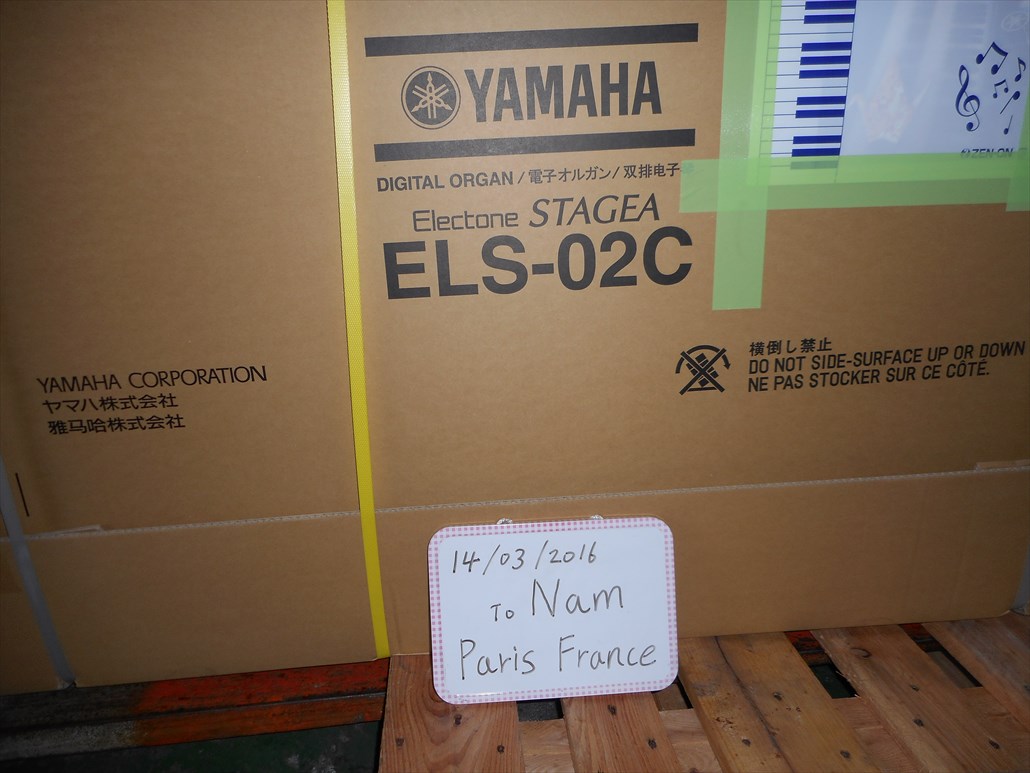 YAMAHA
DIGITAL ORGAN / 電子オルガン / 双排电子
Electone STAGEA
ELS-02C
ZEN-ON
横倒し禁止
DO NOT SIDE-SURFACE UP OR DOWN
NE PAS STOCKER SUR CE CÔTÉ.
YAMAHA CORPORATION
ヤマハ株式会社
雅马哈株式会社
14/03/2016
To Nam
Paris France